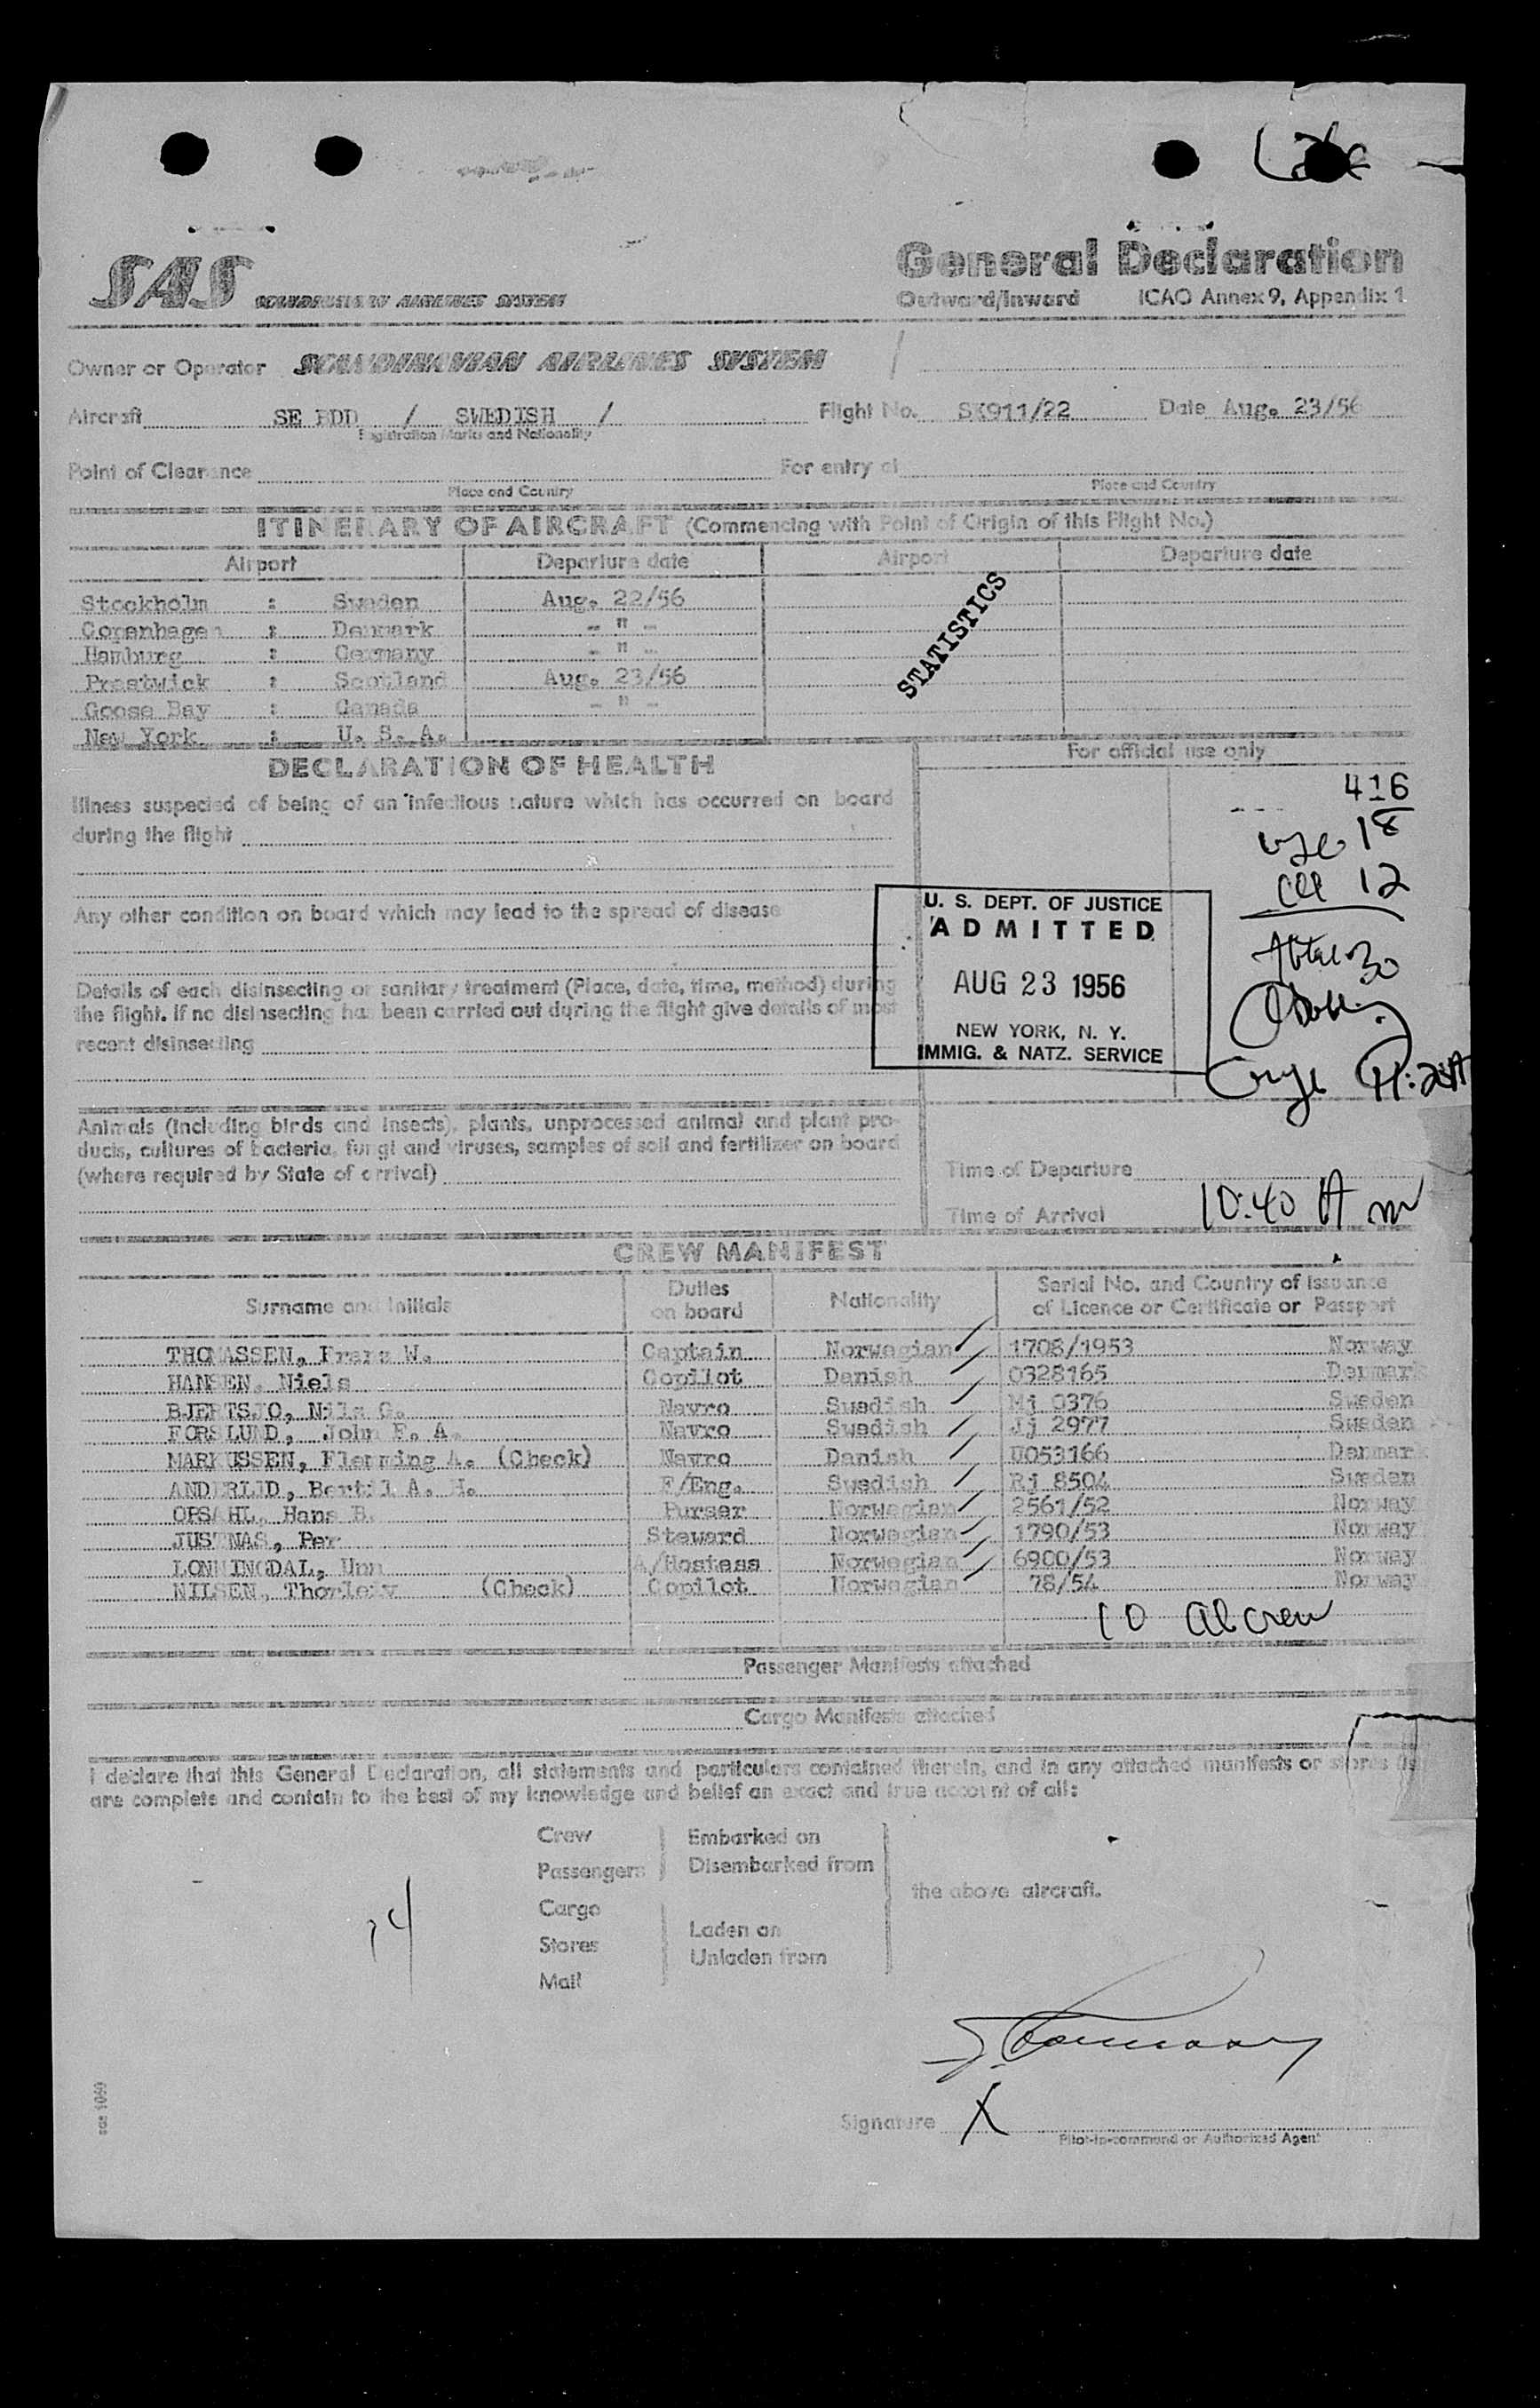 SAS SCANDINAVIAN AIRLINES SYSTEM
General Declaration
Outward/Inward ICAO Annex 9, Appendix 1
Owner or Operator SCANDINAVIAN AIRLINES SYSTEM
Aircraft SE BDD / SWEDISH / Flight No. SK911/22 Date Aug. 23/56
Registration Marks and Nationality
Point of Clearance For entry at
Place and Country Place and Country
ITINERARY OF AIRCRAFT (Commencing with Point of Origin of this Flight No.)
Airport Departure date Airport Departure date
Stockholm : Sweden Aug. 22/56
Copenhagen : Denmark - " -
Hamburg : Germany - " -
Prestwick : Scotland Aug. 23/56
Goose Bay : Canada - " -
New York : U. S. A.
STATISTICS
DECLARATION OF HEALTH
For official use only
Illness suspected of being of an infectious nature which has occurred on board
during the flight
Any other condition on board which may lead to the spread of disease
Details of each disinsecting or sanitary treatment (Place, date, time, method) during
the flight. If no disinsecting has been carried out during the flight give details of most
recent disinsecting
Animals (including birds and insects), plants, unprocessed animal and plant pro-
ducts, cultures of bacteria, fungi and viruses, samples of soil and fertilizer on board
(where required by State of arrival)
416
18
12
Total 30
U. S. DEPT. OF JUSTICE
ADMITTED
AUG 23 1956
NEW YORK, N. Y.
IMMIG. & NATZ. SERVICE
Time of Departure
Time of Arrival 10:40 A m
CREW MANIFEST
Surname and Initials Duties on board Nationality Serial No. and Country of Issuance of Licence or Certificate or Passport
THOMASSEN, Franz W. Captain Norwegian 1708/1953 Norway
HANSEN, Niels Copilot Danish 0328165 Denmark
BJERTSJO, Nils G. Navro Swedish Mj 0376 Sweden
FORSLUND, John E. A. Navro Swedish Jj 2977 Sweden
MARKUSSEN, Flemming A. (Check) Navro Danish U053166 Denmark
ANDERLID, Bertil A. H. F/Eng. Swedish Rj 8504 Sweden
OPSAHL, Hans B. Purser Norwegian 2561/52 Norway
JUSTNAS, Per Steward Norwegian 1790/53 Norway
LONNINGDAL, Unn A/Hostess Norwegian 6900/53 Norway
NILSEN, Thorleiv (Check) Copilot Norwegian 78/54 Norway
10 Al crew
Passenger Manifests attached
Cargo Manifests attached
I declare that this General Declaration, all statements and particulars contained therein, and in any attached manifests or stores lis
are complete and contain to the best of my knowledge and belief an exact and true account of all:
Crew Embarked on
Passengers Disembarked from
the above aircraft.
Cargo
Stores Laden on
Unladen from
Mail
Signature X
Pilot-in-command or Authorized Agent
sas 1060